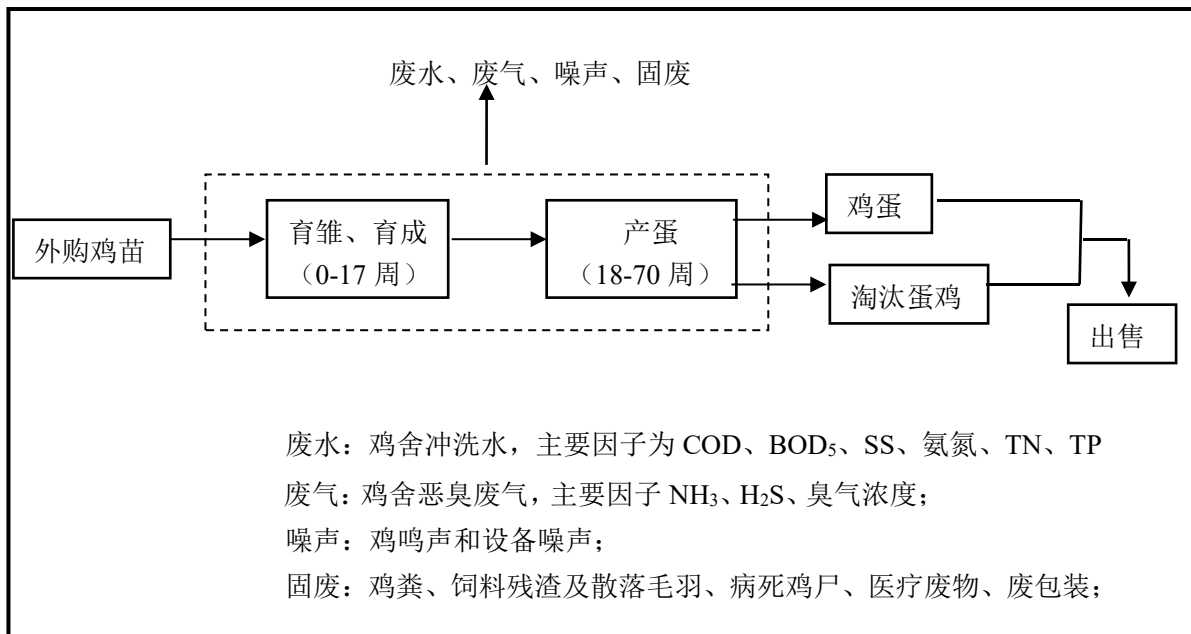 废水、废气、噪声、固废
外购鸡苗
育雏、育成
（0-17 周）
产蛋
（18-70 周）
鸡蛋
淘汰蛋鸡
出售
废水：鸡舍冲洗水，主要因子为 COD、BOD₅、SS、氨氮、TN、TP
废气：鸡舍恶臭废气，主要因子 NH₃、H₂S、臭气浓度；
噪声：鸡鸣声和设备噪声；
固废：鸡粪、饲料残渣及散落毛羽、病死鸡尸、医疗废物、废包装；